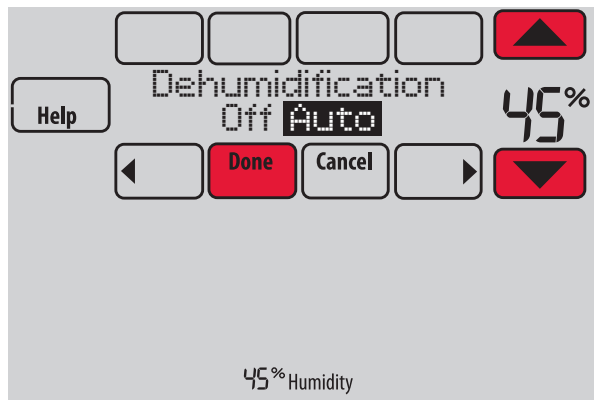 Dehumidification
Help
Off Auto
45%
Done Cancel
45% Humidity